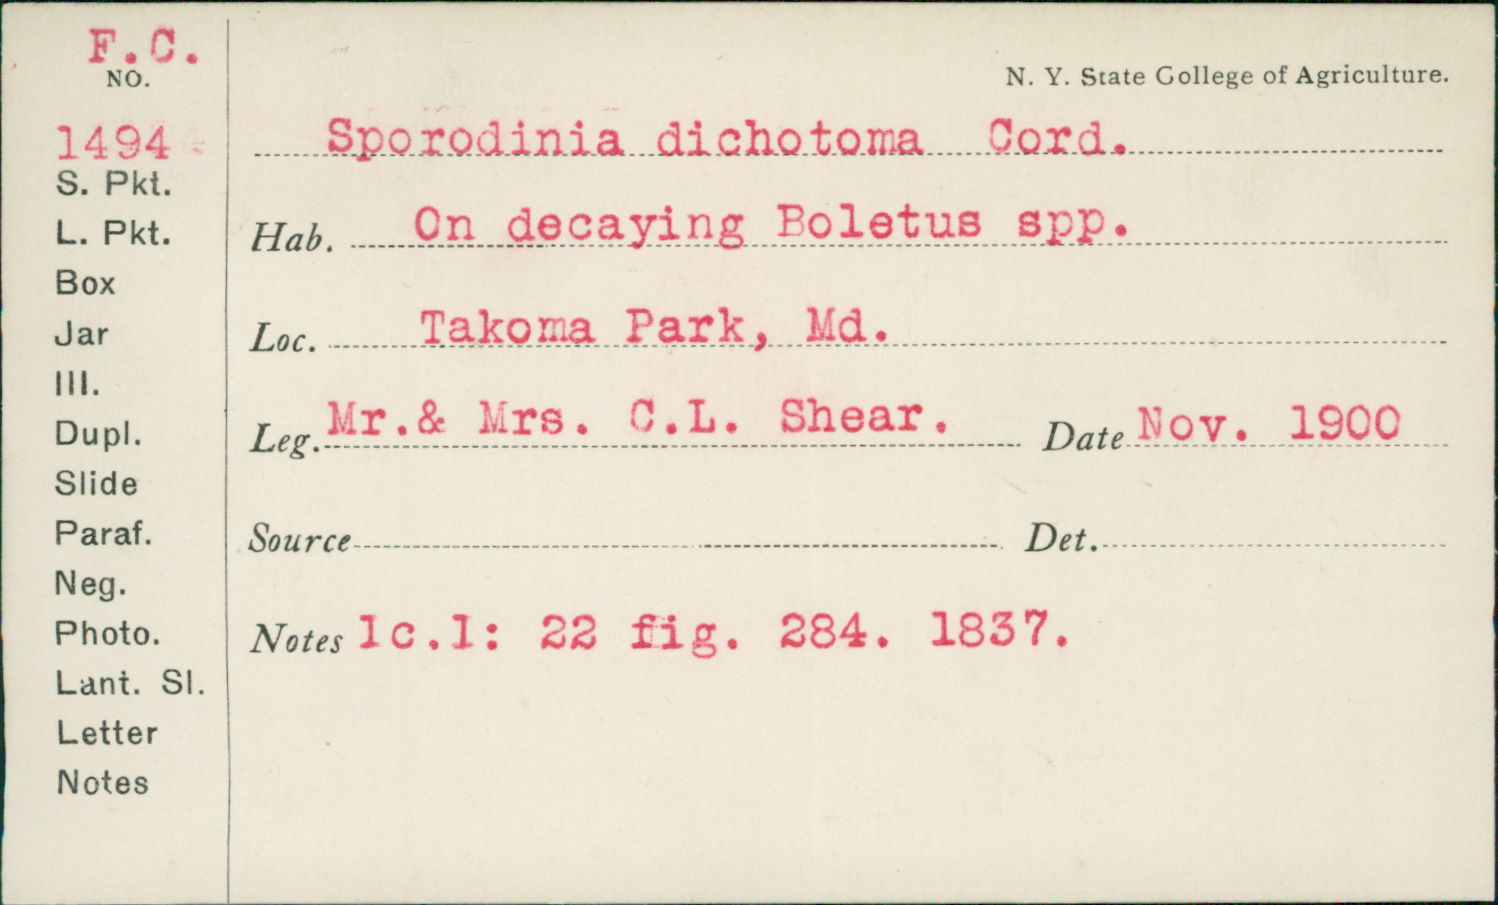 F.C.
NO.
1494
S. Pkt.
L. Pkt.
Box
Jar
Ill.
Dupl.
Slide
Paraf.
Neg.
Photo.
Lant. Sl.
Letter
Notes
N. Y. State College of Agriculture.
Sporodinia dichotoma Cord.
Hab. On decaying Boletus spp.
Loc. Takoma Park, Md.
Leg. Mr.& Mrs. C.L. Shear. Date Nov. 1900
Source Det.
Notes lc.l: 22 fig. 284. 1837.